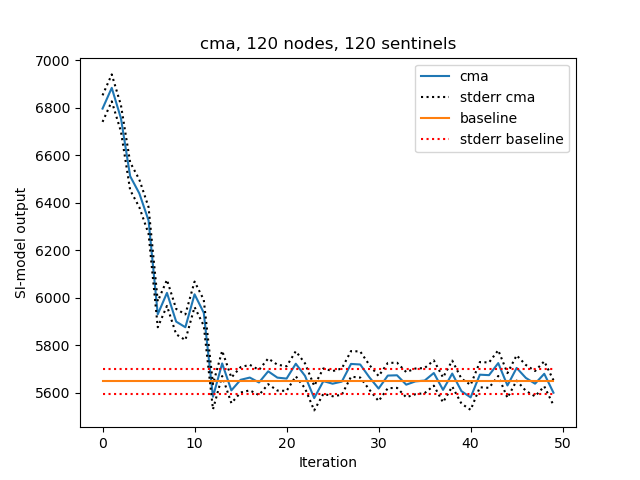 cma, 120 nodes, 120 sentinels
7000
6800
6600
6400
6200
6000
5800
5600
SI-model output
cma
stderr cma
baseline
stderr baseline
0
10
20
30
40
50
Iteration